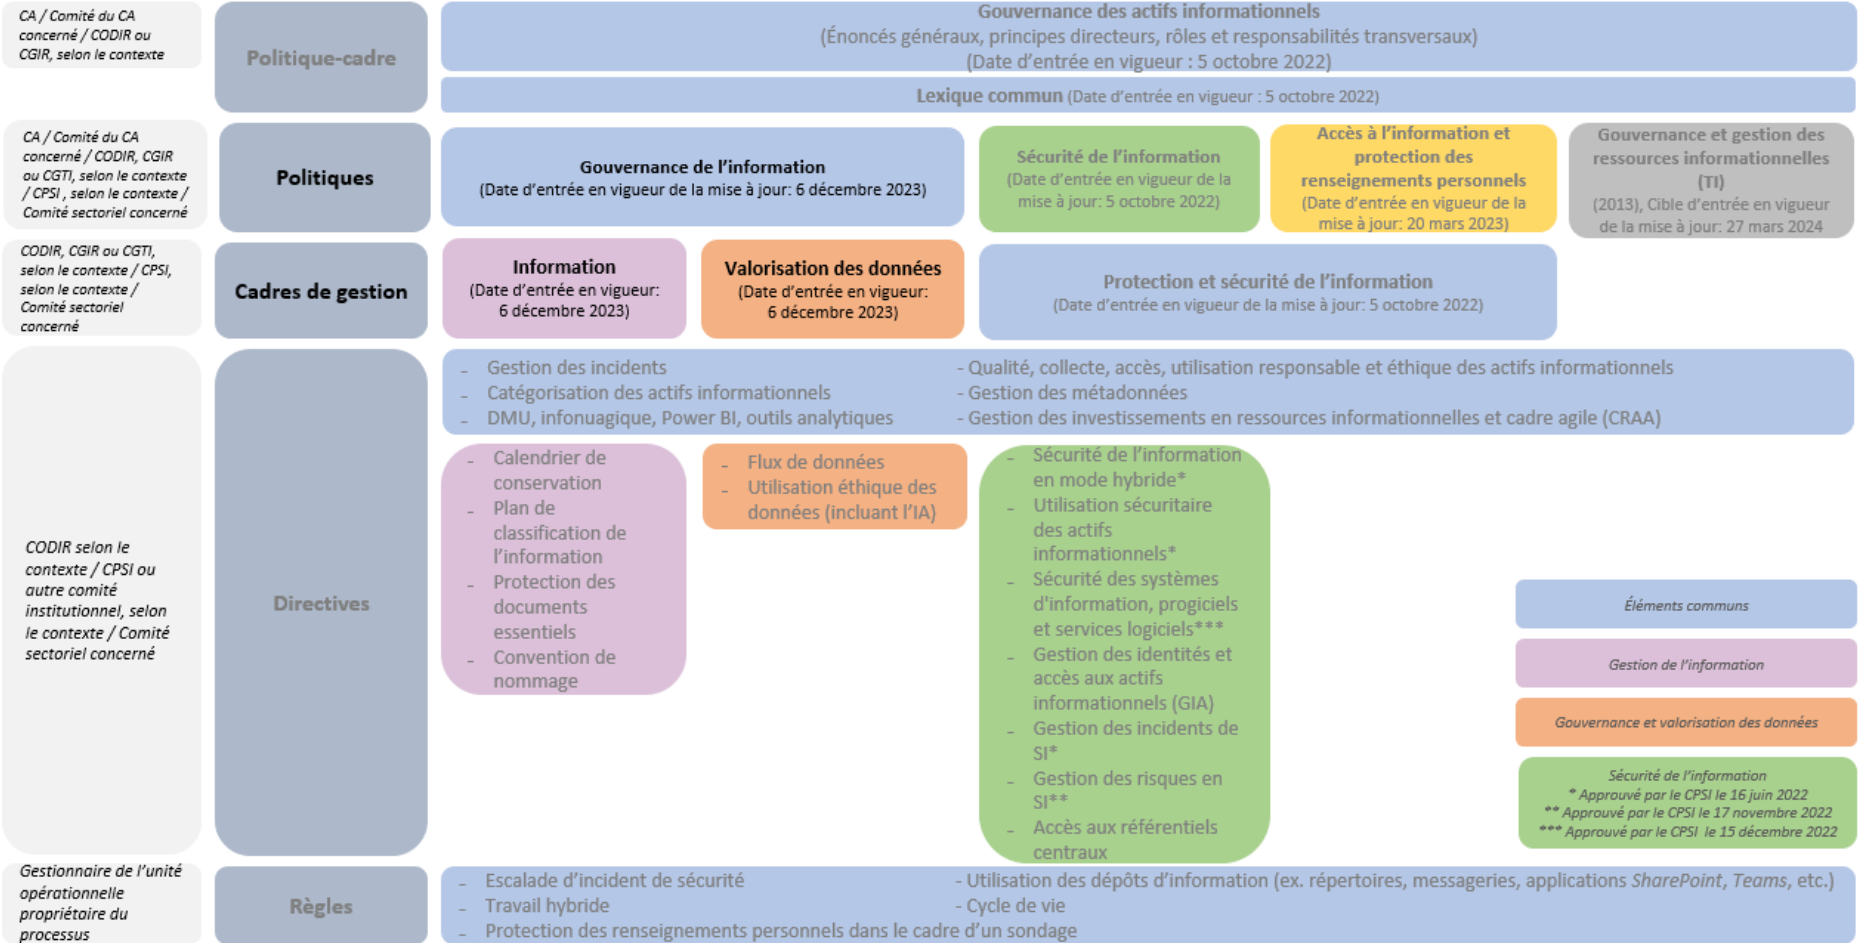 CA / Comité du CA
concerné / CODIR ou
CGIR, selon le contexte
Politique-cadre
Gouvernance des actifs informationnels
(Énoncés généraux, principes directeurs, rôles et responsabilités transversaux)
(Date d'entrée en vigueur : 5 octobre 2022)
Lexique commun (Date d'entrée en vigueur : 5 octobre 2022)
CA / Comité du CA
concerné / CODIR, CGIR
ou CGTI, selon le contexte
/ CPSI , selon le contexte /
Comité sectoriel concerné
Politiques
Gouvernance de l'information
(Date d'entrée en vigueur de la mise à jour: 6 décembre 2023)
Sécurité de l'information
(Date d'entrée en vigueur de la
mise à jour: 5 octobre 2022)
Accès à l'information et
protection des
renseignements personnels
(Date d'entrée en vigueur de la
mise à jour: 20 mars 2023)
Gouvernance et gestion des
ressources informationnelles
(TI)
(2013), Cible d'entrée en vigueur
de la mise à jour: 27 mars 2024
CODIR, CGIR ou CGTI,
selon le contexte / CPSI,
selon le contexte /
Comité sectoriel
concerné
Cadres de gestion
Information
(Date d'entrée en vigueur:
6 décembre 2023)
Valorisation des données
(Date d'entrée en vigueur:
6 décembre 2023)
Protection et sécurité de l'information
(Date d'entrée en vigueur de la mise à jour: 5 octobre 2022)
CODIR selon le
contexte / CPSI ou
autre comité
institutionnel, selon
le contexte / Comité
sectoriel concerné
Directives
- Gestion des incidents
- Catégorisation des actifs informationnels
- DMU, infonuagique, Power BI, outils analytiques
- Qualité, collecte, accès, utilisation responsable et éthique des actifs informationnels
- Gestion des métadonnées
- Gestion des investissements en ressources informationnelles et cadre agile (CRAA)
- Calendrier de
conservation
- Plan de
classification de
l'information
- Protection des
documents
essentiels
- Convention de
nommage
- Flux de données
- Utilisation éthique des
données (incluant l'IA)
- Sécurité de l'information
en mode hybride*
- Utilisation sécuritaire
des actifs
informationnels*
- Sécurité des systèmes
d'information, progiciels
et services logiciels***
- Gestion des identités et
accès aux actifs
informationnels (GIA)
- Gestion des incidents de
SI*
- Gestion des risques en
SI**
- Accès aux référentiels
centraux
Éléments communs
Gestion de l'information
Gouvernance et valorisation des données
Sécurité de l'information
* Approuvé par le CPSI le 16 juin 2022
** Approuvé par le CPSI le 17 novembre 2022
*** Approuvé par le CPSI le 15 décembre 2022
Gestionnaire de l'unité
opérationnelle
propriétaire du
processus
Règles
- Escalade d'incident de sécurité
- Travail hybride
- Protection des renseignements personnels dans le cadre d'un sondage
- Utilisation des dépôts d'information (ex. répertoires, messageries, applications SharePoint, Teams, etc.)
- Cycle de vie